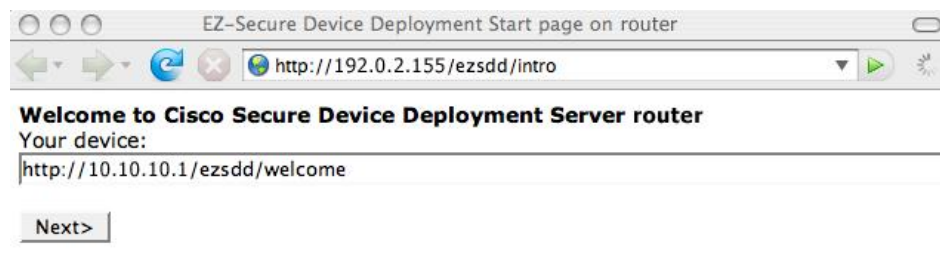 EZ-Secure Device Deployment Start page on router
http://192.0.2.155/ezsdd/intro
Welcome to Cisco Secure Device Deployment Server router
Your device:
http://10.10.10.1/ezsdd/welcome
Next>